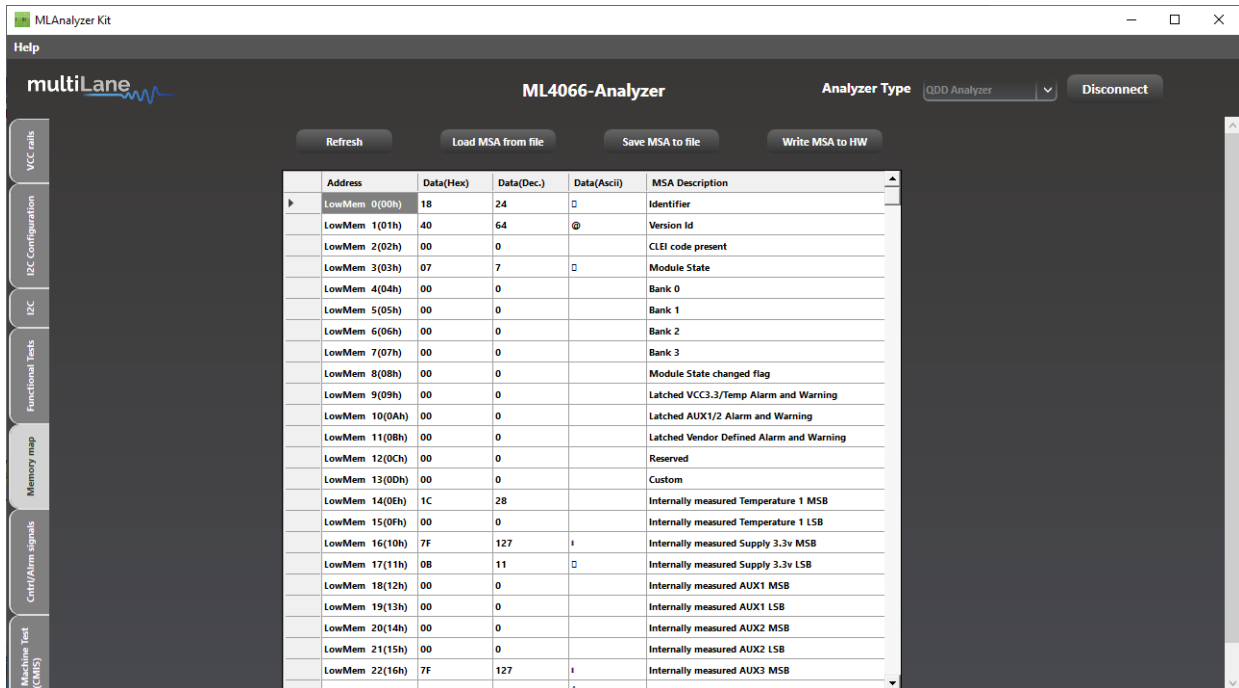 MLAnalyzer Kit
Help
multiLane
ML4066-Analyzer
Analyzer Type QDD Analyzer Disconnect
VCC rails
I2C Configuration
I2C
Functional Tests
Memory map
Cntrl/Alrm signals
Machine Test
(CMIS)
Refresh Load MSA from file Save MSA to file Write MSA to HW
Address Data(Hex) Data(Dec.) Data(Ascii) MSA Description
LowMem 0(00h) 18 24 Identifier
LowMem 1(01h) 40 64 @ Version Id
LowMem 2(02h) 00 0 CLEI code present
LowMem 3(03h) 07 7 Module State
LowMem 4(04h) 00 0 Bank 0
LowMem 5(05h) 00 0 Bank 1
LowMem 6(06h) 00 0 Bank 2
LowMem 7(07h) 00 0 Bank 3
LowMem 8(08h) 00 0 Module State changed flag
LowMem 9(09h) 00 0 Latched VCC3.3/Temp Alarm and Warning
LowMem 10(0Ah) 00 0 Latched AUX1/2 Alarm and Warning
LowMem 11(0Bh) 00 0 Latched Vendor Defined Alarm and Warning
LowMem 12(0Ch) 00 0 Reserved
LowMem 13(0Dh) 00 0 Custom
LowMem 14(0Eh) 1C 28 Internally measured Temperature 1 MSB
LowMem 15(0Fh) 00 0 Internally measured Temperature 1 LSB
LowMem 16(10h) 7F 127 Internally measured Supply 3.3v MSB
LowMem 17(11h) 0B 11 Internally measured Supply 3.3v LSB
LowMem 18(12h) 00 0 Internally measured AUX1 MSB
LowMem 19(13h) 00 0 Internally measured AUX1 LSB
LowMem 20(14h) 00 0 Internally measured AUX2 MSB
LowMem 21(15h) 00 0 Internally measured AUX2 LSB
LowMem 22(16h) 7F 127 Internally measured AUX3 MSB